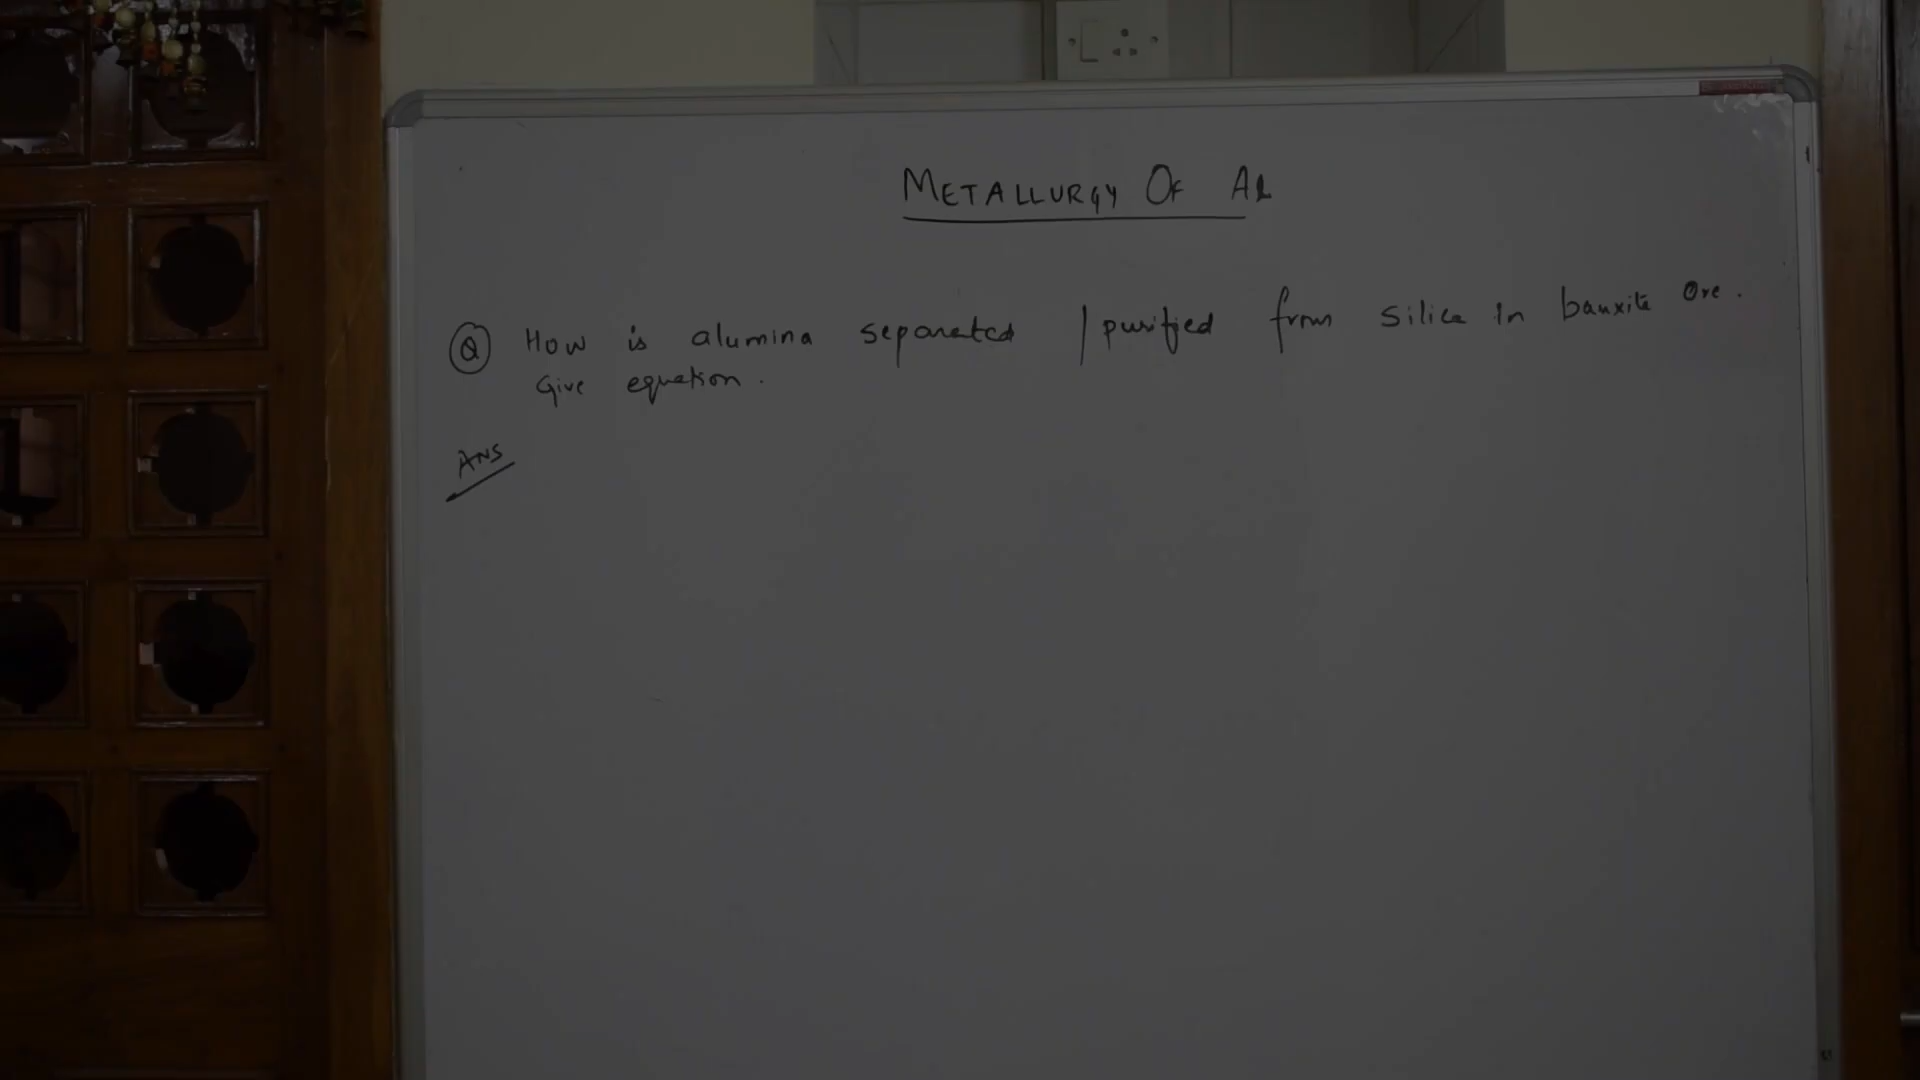 METALLURGY OF Al
Q How is alumina separated / purified from silica in bauxite Ore.
Give equation.
ANS